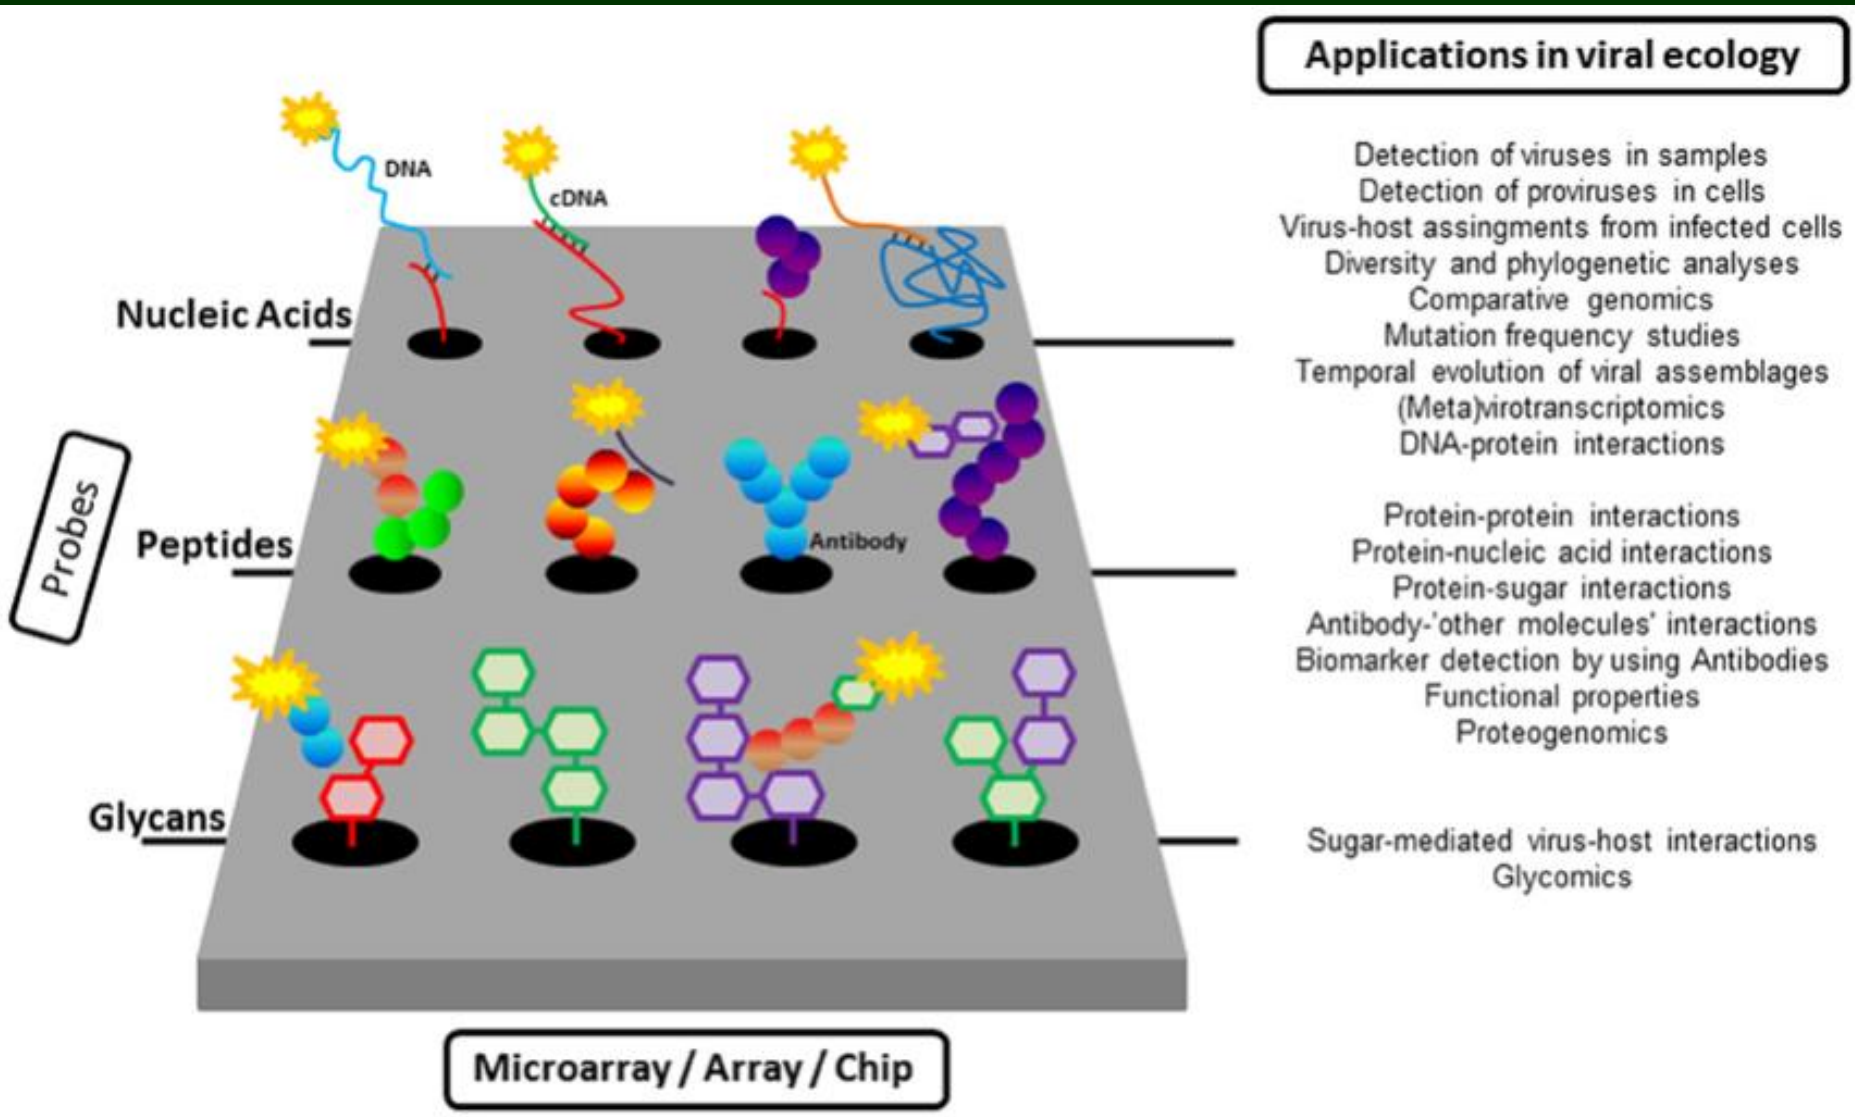 Applications in viral ecology
DNA
cDNA
Nucleic Acids
Detection of viruses in samples
Detection of proviruses in cells
Virus-host assingments from infected cells
Diversity and phylogenetic analyses
Comparative genomics
Mutation frequency studies
Temporal evolution of viral assemblages
(Meta)virotranscriptomics
DNA-protein interactions
Probes
Peptides
Antibody
Protein-protein interactions
Protein-nucleic acid interactions
Protein-sugar interactions
Antibody-'other molecules' interactions
Biomarker detection by using Antibodies
Functional properties
Proteogenomics
Glycans
Sugar-mediated virus-host interactions
Glycomics
Microarray / Array / Chip